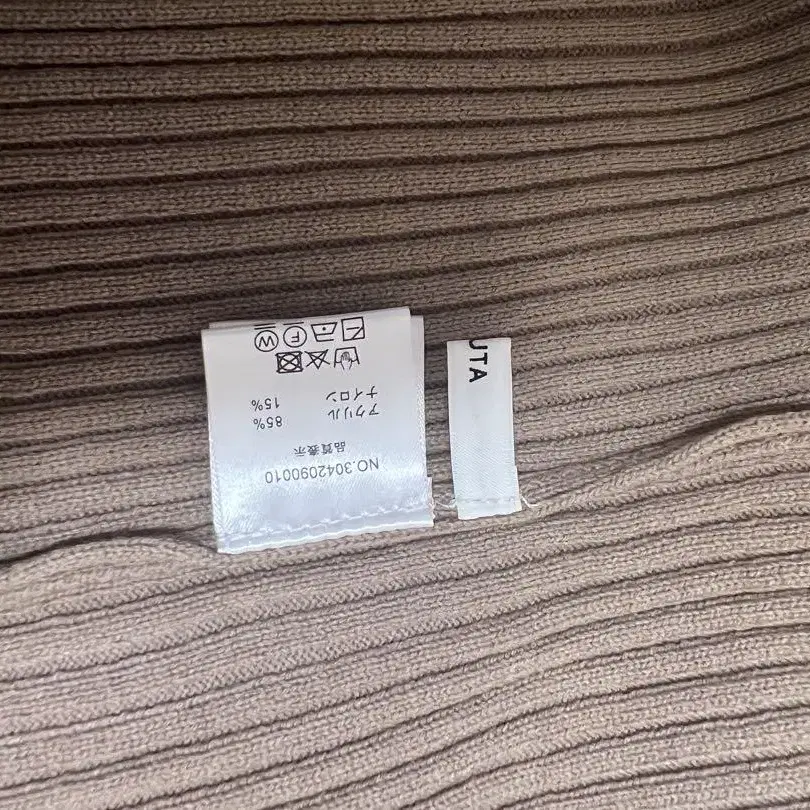 NO.3042090010
品質表示
アクリル 85%
ナイロン 15%
F
W
UTA